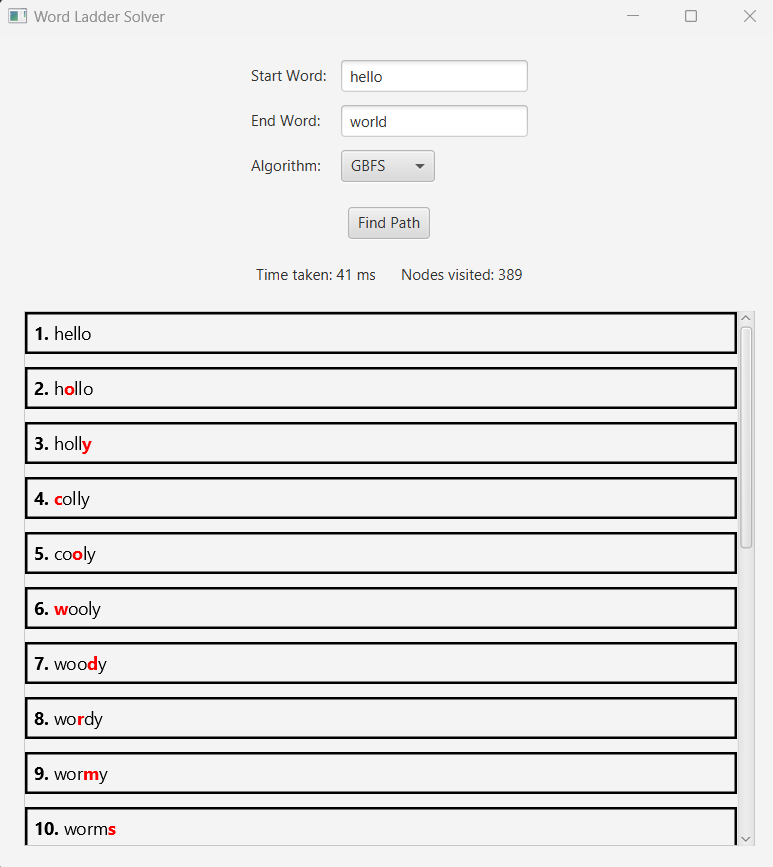 Word Ladder Solver
Start Word: hello
End Word: world
Algorithm: GBFS
Find Path
Time taken: 41 ms Nodes visited: 389
1. hello
2. hollo
3. holly
4. colly
5. cooly
6. wooly
7. woody
8. wordy
9. wormy
10. worms